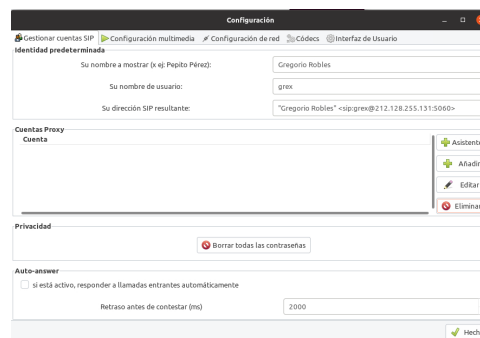 Configuración
Gestionar cuentas SIP Configuración multimedia Configuración de red Códecs Interfaz de Usuario
Identidad predeterminada
Su nombre a mostrar (x ej: Pepito Pérez): Gregorio Robles
Su nombre de usuario: grex
Su dirección SIP resultante: "Gregorio Robles" <sip:grex@212.128.255.131:5060>
Cuentas Proxy
Cuenta
Asistente
Añadir
Editar
Eliminar
Privacidad
Borrar todas las contraseñas
Auto-answer
si está activo, responder a llamadas entrantes automáticamente
Retraso antes de contestar (ms) 2000
Hech